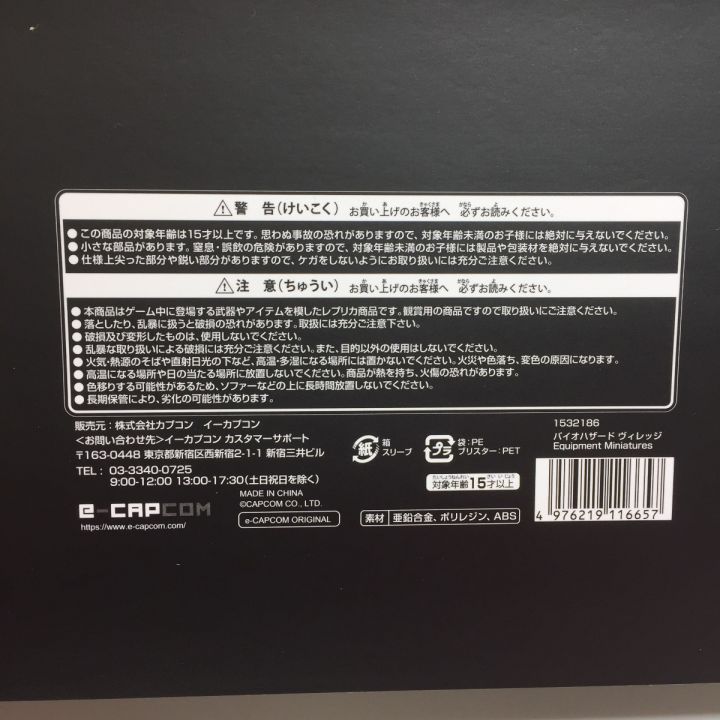 ⚠警 告(けいこく) お買い上げのお客様へ 必ずお読みください。
●この商品の対象年齢は15才以上です。思わぬ事故の恐れがありますので、対象年齢未満のお子様には絶対に与えないでください。
●小さな部品があります。窒息・誤飲の危険がありますので、対象年齢未満のお子様には製品や包装材を絶対に与えないでください。
●仕様上尖った部分や鋭い部分がありますので、ケガをしないようにお取り扱いには充分ご注意ください。
⚠注 意(ちゅうい) お買い上げのお客様へ 必ずお読みください。
●本商品はゲーム中に登場する武器やアイテムを模したレプリカ商品です。観賞用の商品ですので取り扱いにご注意ください。
●落としたり、乱暴に扱うと破損の恐れがあります。取扱には充分ご注意下さい。
●破損及び変形したものは、使用しないでください。
●乱暴な取り扱いによる破損には充分ご注意ください。また、目的以外の使用はしないでください。
●火気・熱源のそばや直射日光の下など、高温・多湿になる場所には置かないでください。火災や色落ち、変色の原因になります。
●高温になる場所や日の当たる場所に放置しないでください。商品が熱を持ち、火傷の恐れがあります。
●色移りする可能性があるため、ソファーなどの上に長時間放置しないでください。
●長期保管により、劣化の可能性があります。
販売元:株式会社カプコン イーカプコン
<お問い合わせ先>イーカプコン カスタマーサポート
〒163-0448 東京都新宿区西新宿2-1-1 新宿三井ビル
TEL: 03-3340-0725
9:00-12:00 13:00-17:30(土日祝日を除く)
紙 箱 スリーブ
プラ 袋:PE ブリスター:PET
たいしょうねんれい さい いじょう
対象年齢15才以上
1532186
バイオハザード ヴィレッジ
Equipment Miniatures
e-CAPCOM
https://www.e-capcom.com/
MADE IN CHINA
©CAPCOM CO., LTD.
e-CAPCOM ORIGINAL
素材 亜鉛合金、ポリレジン、ABS
4 976219 116657